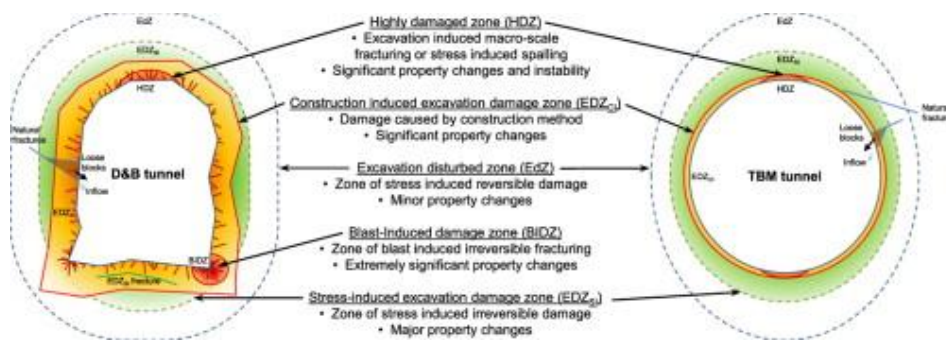 EdZ
EDZSI
HDZ
Natural
fractures
Loose
blocks
Inflow
D&B tunnel
EDZCI
BIDZ
EDZSI fracture
Highly damaged zone (HDZ)
• Excavation induced macro-scale
fracturing or stress induced spalling
• Significant property changes and instability
Construction induced excavation damage zone (EDZCI)
• Damage caused by construction method
• Significant property changes
Excavation disturbed zone (EdZ)
• Zone of stress induced reversible damage
• Minor property changes
Blast-Induced damage zone (BIDZ)
• Zone of blast induced irreversible fracturing
• Extremely significant property changes
Stress-induced excavation damage zone (EDZSI)
• Zone of stress induced irreversible damage
• Major property changes
EdZ
EDZSI
HDZ
Natural
fractures
Loose
blocks
Inflow
EDZCI
TBM tunnel